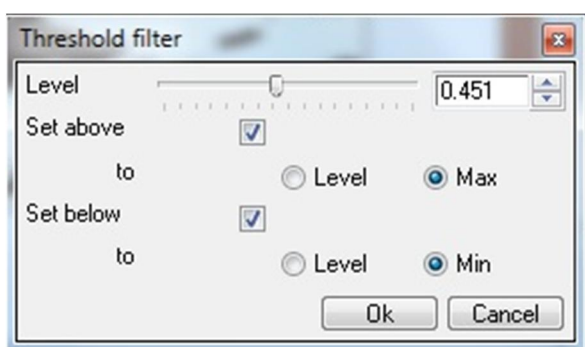 Threshold filter
Level 0.451
Set above
to Level Max
Set below
to Level Min
Ok Cancel